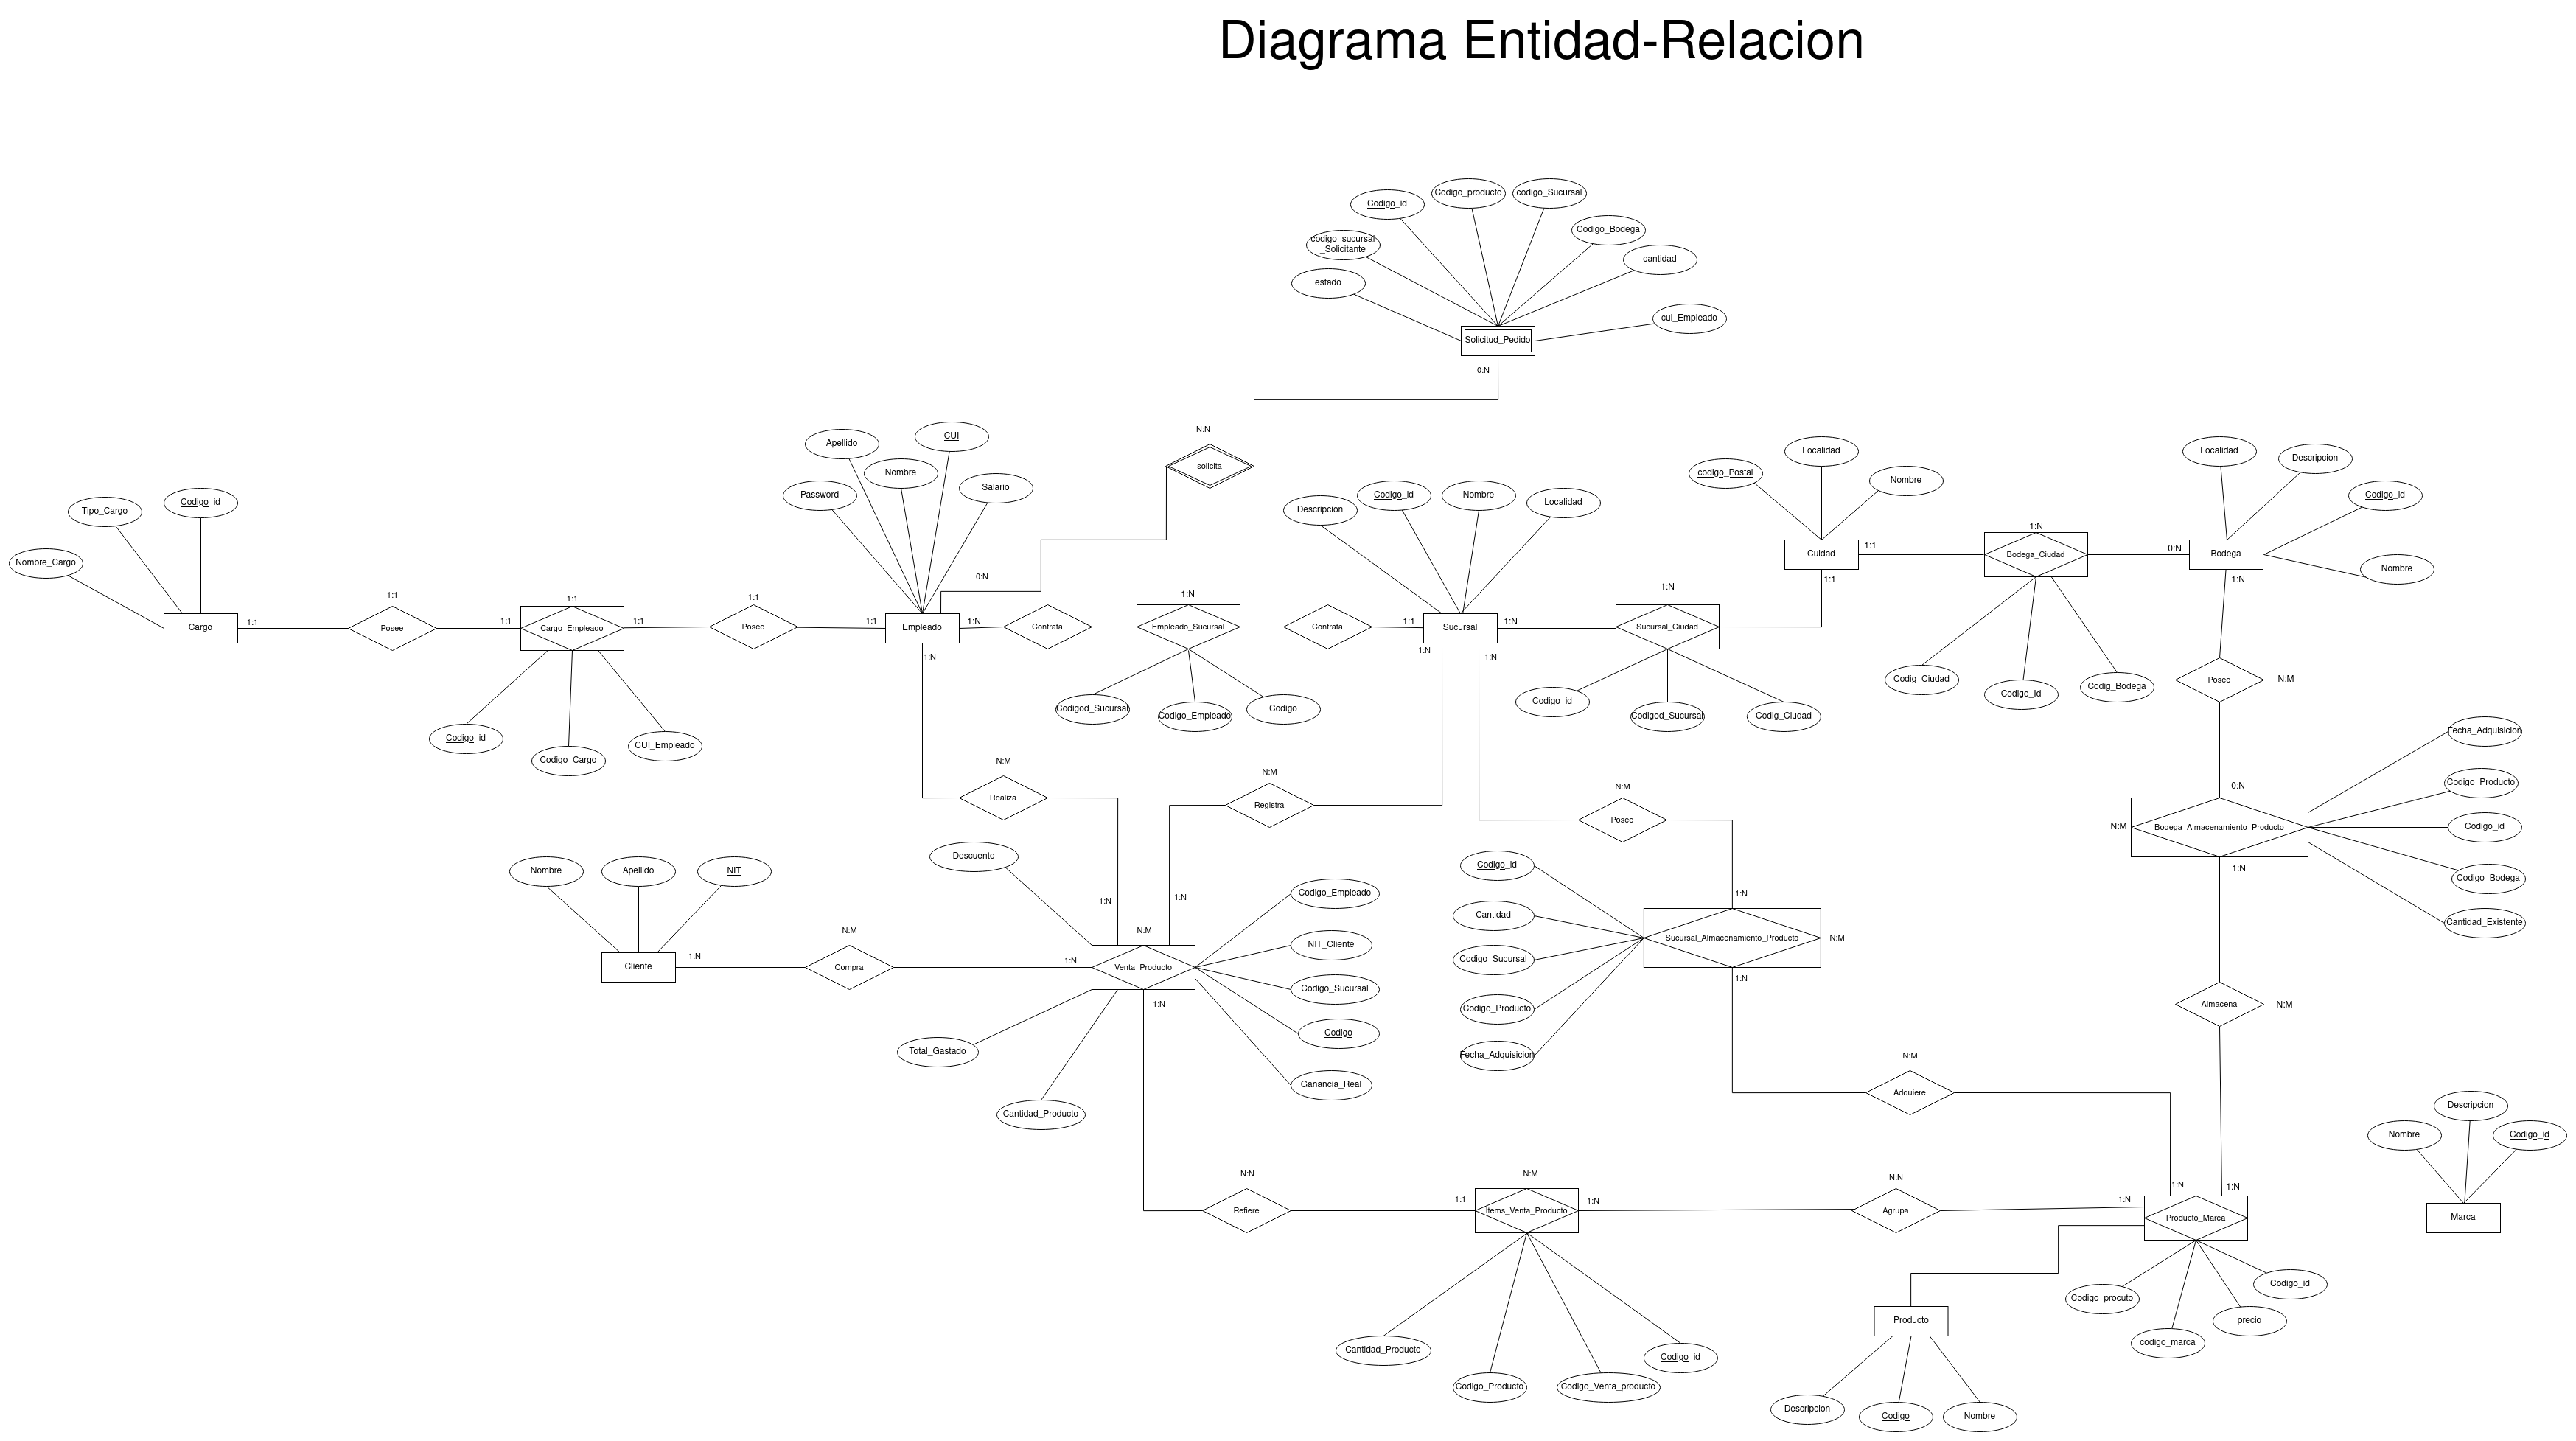 Diagrama Entidad-Relacion
Codigo_id
Codigo_producto
codigo_Sucursal
codigo_sucursal
_Solicitante
Codigo_Bodega
cantidad
estado
cui_Empleado
Solicitud_Pedido
0:N
N:N
solicita
0:N
Apellido
CUI
Nombre
Password
Salario
Tipo_Cargo
Codigo_id
Nombre_Cargo
Cargo
1:1
1:1
Posee
1:1
1:1
Cargo_Empleado
1:1
1:1
Posee
1:1
Empleado
1:N
1:N
Contrata
1:N
Empleado_Sucursal
Contrata
1:1
Codigo_id
Codigo_Cargo
CUI_Empleado
Codigod_Sucursal
Codigo_Empleado
Codigo
Descripcion
Codigo_id
Nombre
Localidad
Sucursal
1:N
1:N
1:N
1:N
Sucursal_Ciudad
Codigo_id
Codigod_Sucursal
Codig_Ciudad
codigo_Postal
Localidad
Nombre
Cuidad
1:1
1:1
1:N
Bodega_Ciudad
0:N
Codig_Ciudad
Codigo_Id
Codig_Bodega
Localidad
Descripcion
Codigo_id
Nombre
Bodega
1:N
Posee
N:M
0:N
N:M
Bodega_Almacenamiento_Producto
1:N
Fecha_Adquisicion
Codigo_Producto
Codigo_id
Codigo_Bodega
Cantidad_Existente
Almacena
N:M
1:N
N:M
Realiza
1:N
N:M
Registra
1:N
N:M
Posee
1:N
Nombre
Apellido
NIT
Cliente
1:N
N:M
Compra
1:N
Descuento
N:M
Venta_Producto
1:N
Codigo_Empleado
NIT_Cliente
Codigo_Sucursal
Codigo
Ganancia_Real
Total_Gastado
Cantidad_Producto
Codigo_id
Cantidad
Codigo_Sucursal
Codigo_Producto
Fecha_Adquisicion
Sucursal_Almacenamiento_Producto
N:M
1:N
N:M
Adquiere
1:N
N:N
Refiere
1:1
N:M
Items_Venta_Producto
1:N
N:N
Agrupa
1:N
Cantidad_Producto
Codigo_Producto
Codigo_Venta_producto
Codigo_id
Producto_Marca
Codigo_procuto
codigo_marca
precio
Codigo_id
Nombre
Descripcion
Codigo_id
Marca
Producto
Descripcion
Codigo
Nombre